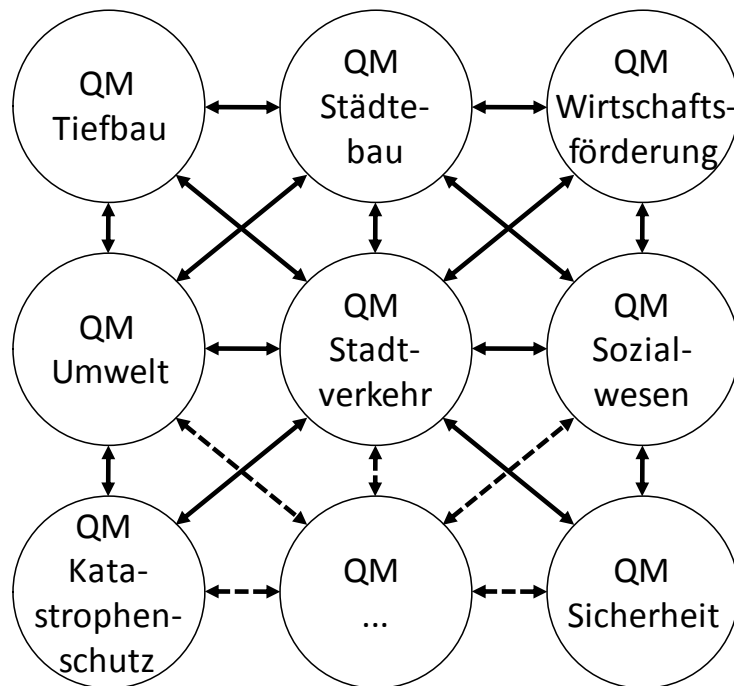 QM
Tiefbau
QM
Städte-
bau
QM
Wirtschafts-
förderung
QM
Umwelt
QM
Stadt-
verkehr
QM
Sozial-
wesen
QM
Kata-
strophen-
schutz
QM
...
QM
Sicherheit